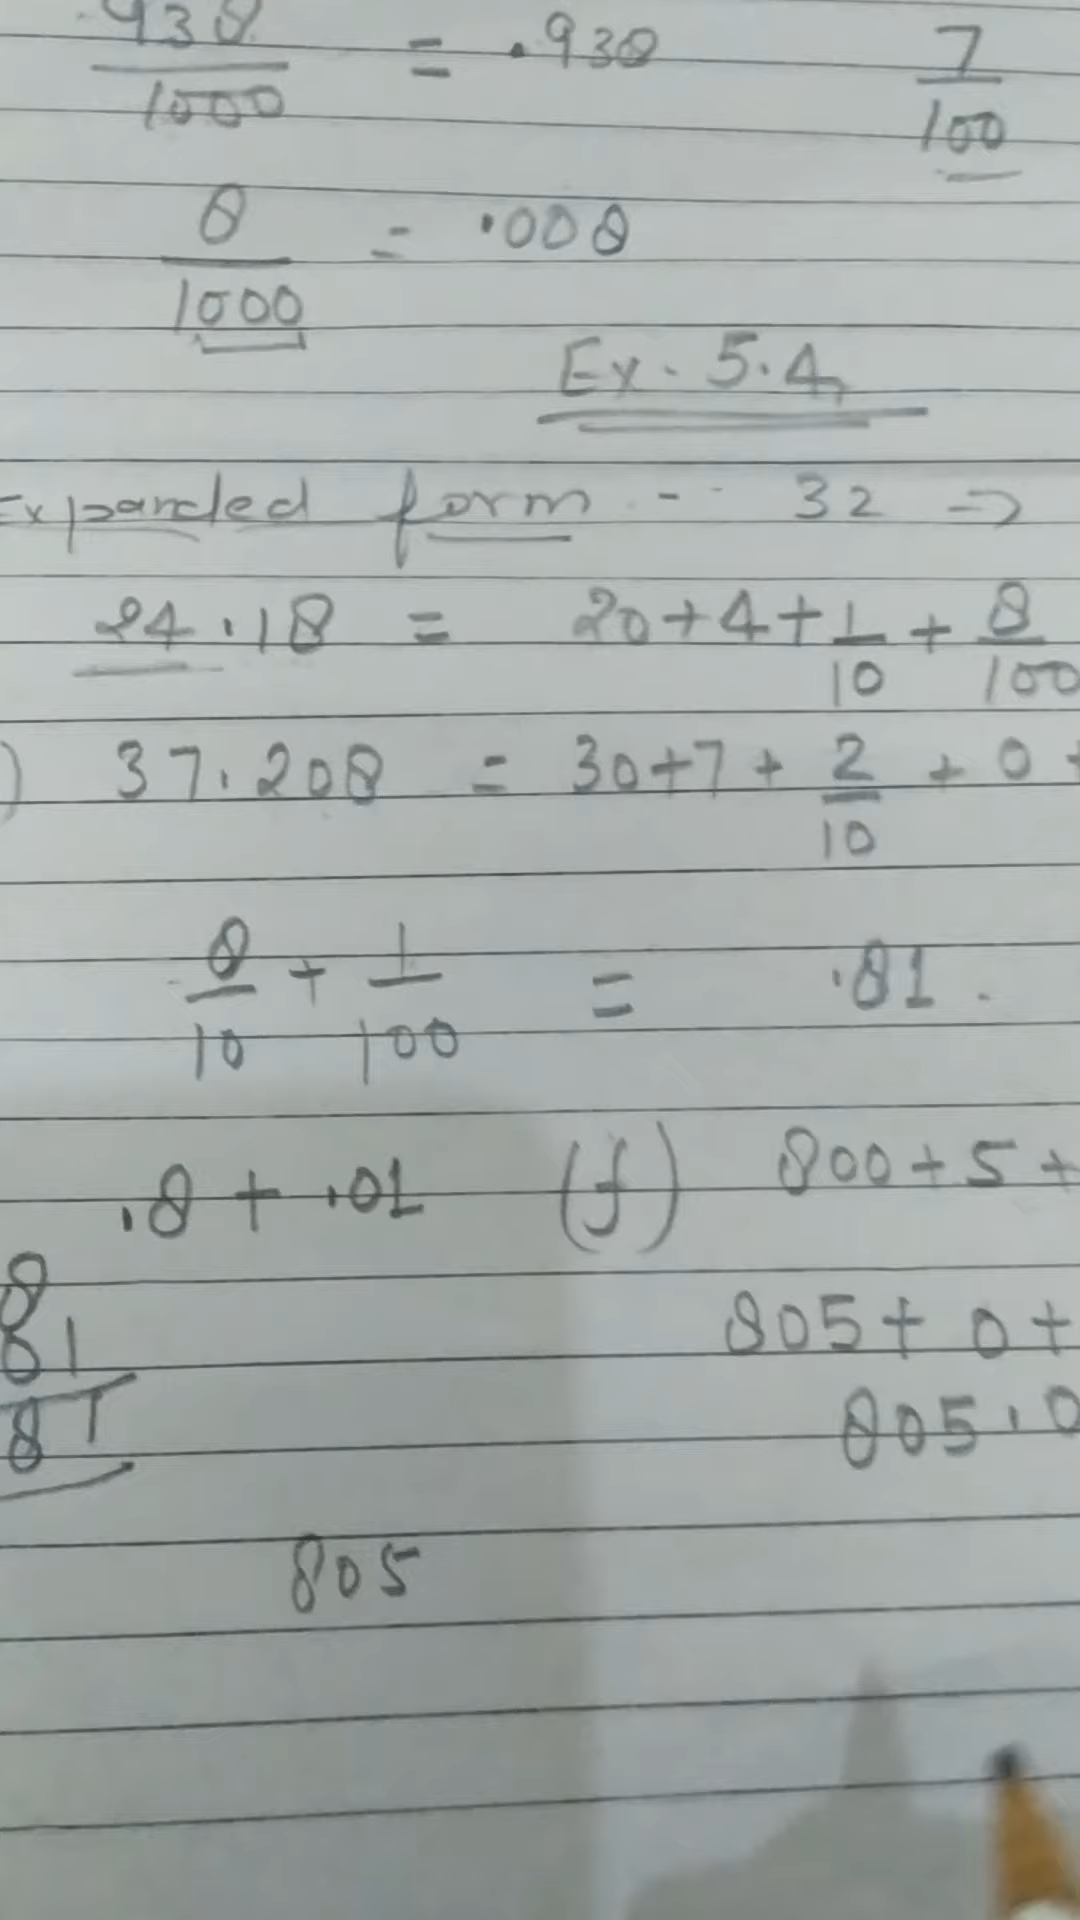 938/1000 = .938 7/100
8/1000 = .008
Ex. 5.4
Expanded form -- 32 ->
24.18 = 20+4+1/10+8/100
) 37.208 = 30+7+2/10+0+
8/10+1/100 = .81.
.8+.01 (f) 800+5+
8
01
81
805+0+
805.0
805